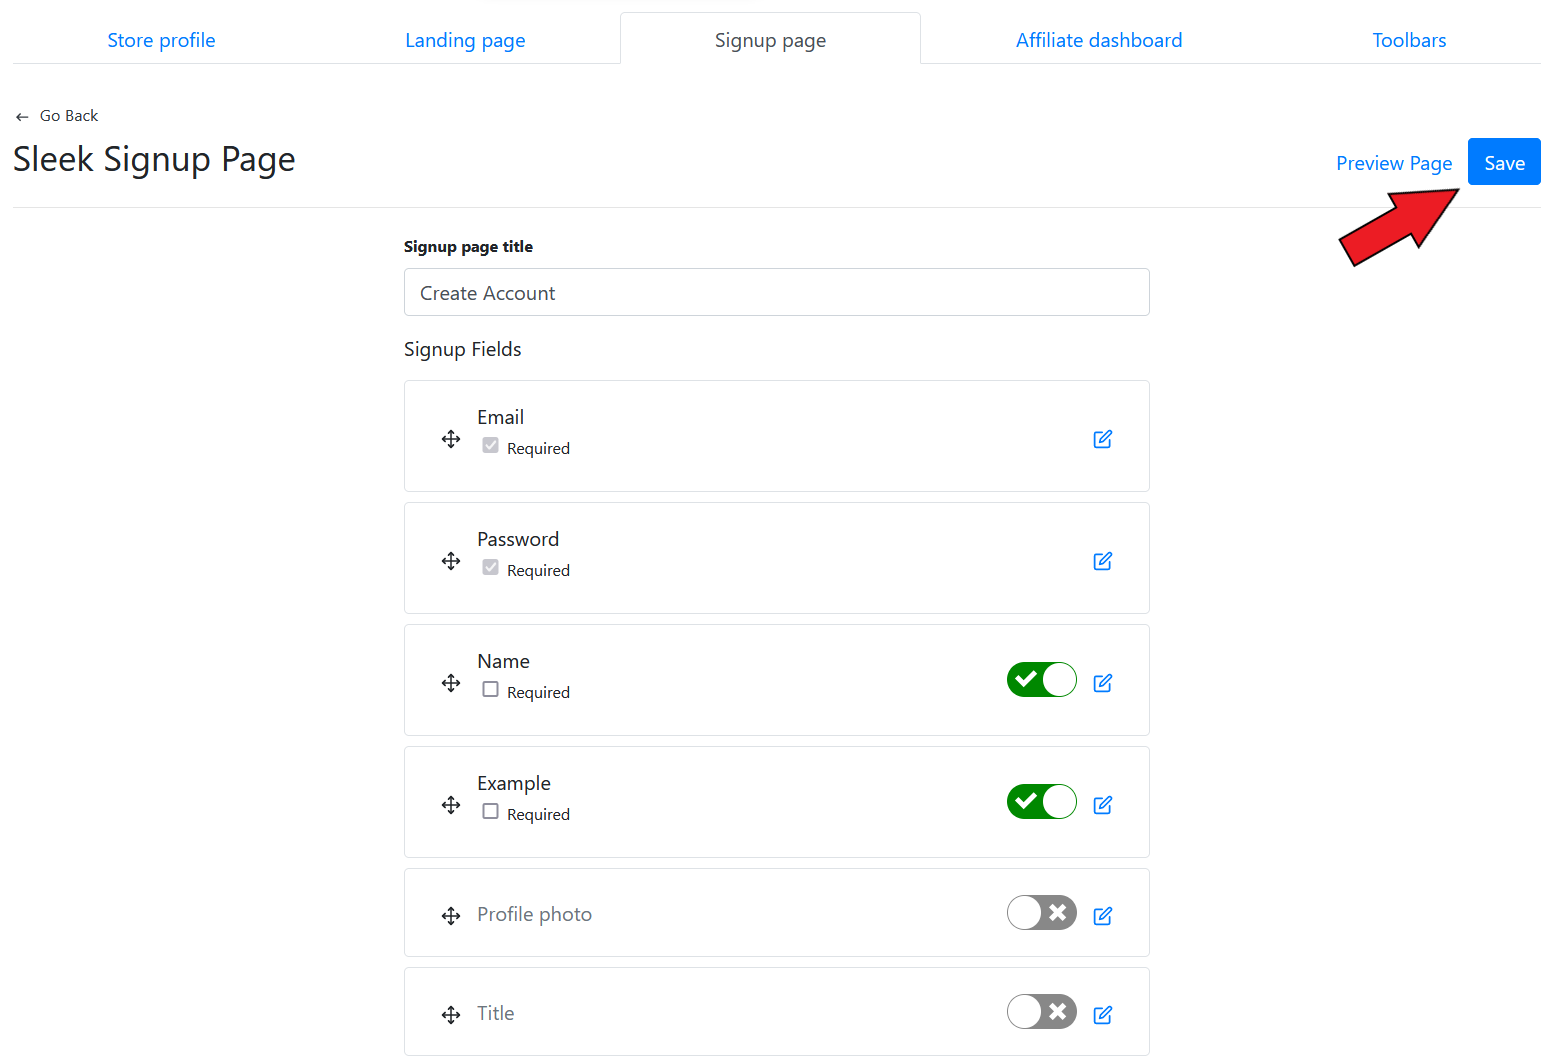 Store profile
Landing page
Signup page
Affiliate dashboard
Toolbars
Go Back
Sleek Signup Page
Preview Page
Save
Signup page title
Create Account
Signup Fields
Email
Required
Password
Required
Name
Required
Example
Required
Profile photo
Title